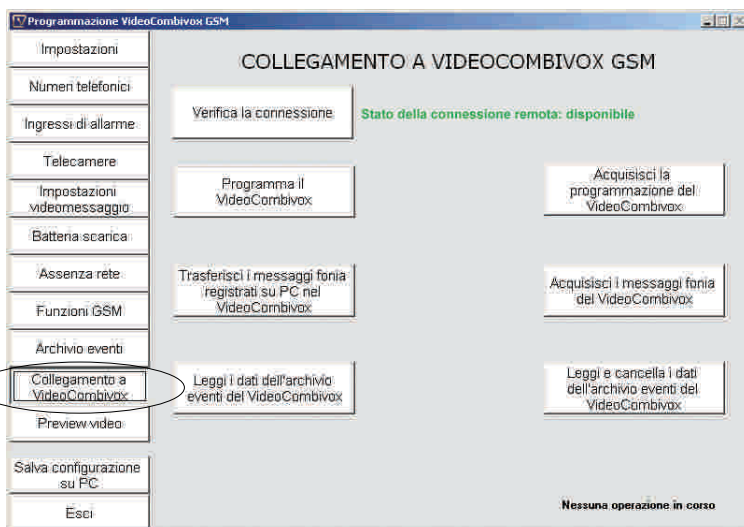 Programmazione VideoCombivox GSM
Impostazioni
Numeri telefonici
Ingressi di allarme
Telecamere
Impostazioni
videomessaggio
Batteria scarica
Assenza rete
Funzioni GSM
Archivio eventi
Collegamento a
VideoCombivox
Preview video
Salva configurazione
su PC
Esci
COLLEGAMENTO A VIDEOCOMBIVOX GSM
Verifica la connessione
Stato della connessione remota: disponibile
Programma il
VideoCombivox
Acquisisci la
programmazione del
VideoCombivox
Trasferisci i messaggi fonia
registrati su PC nel
VideoCombivox
Acquisisci i messaggi fonia
del VideoCombivox
Leggi i dati dell'archivio
eventi del VideoCombivox
Leggi e cancella i dati
dell'archivio eventi del
VideoCombivox
Nessuna operazione in corso